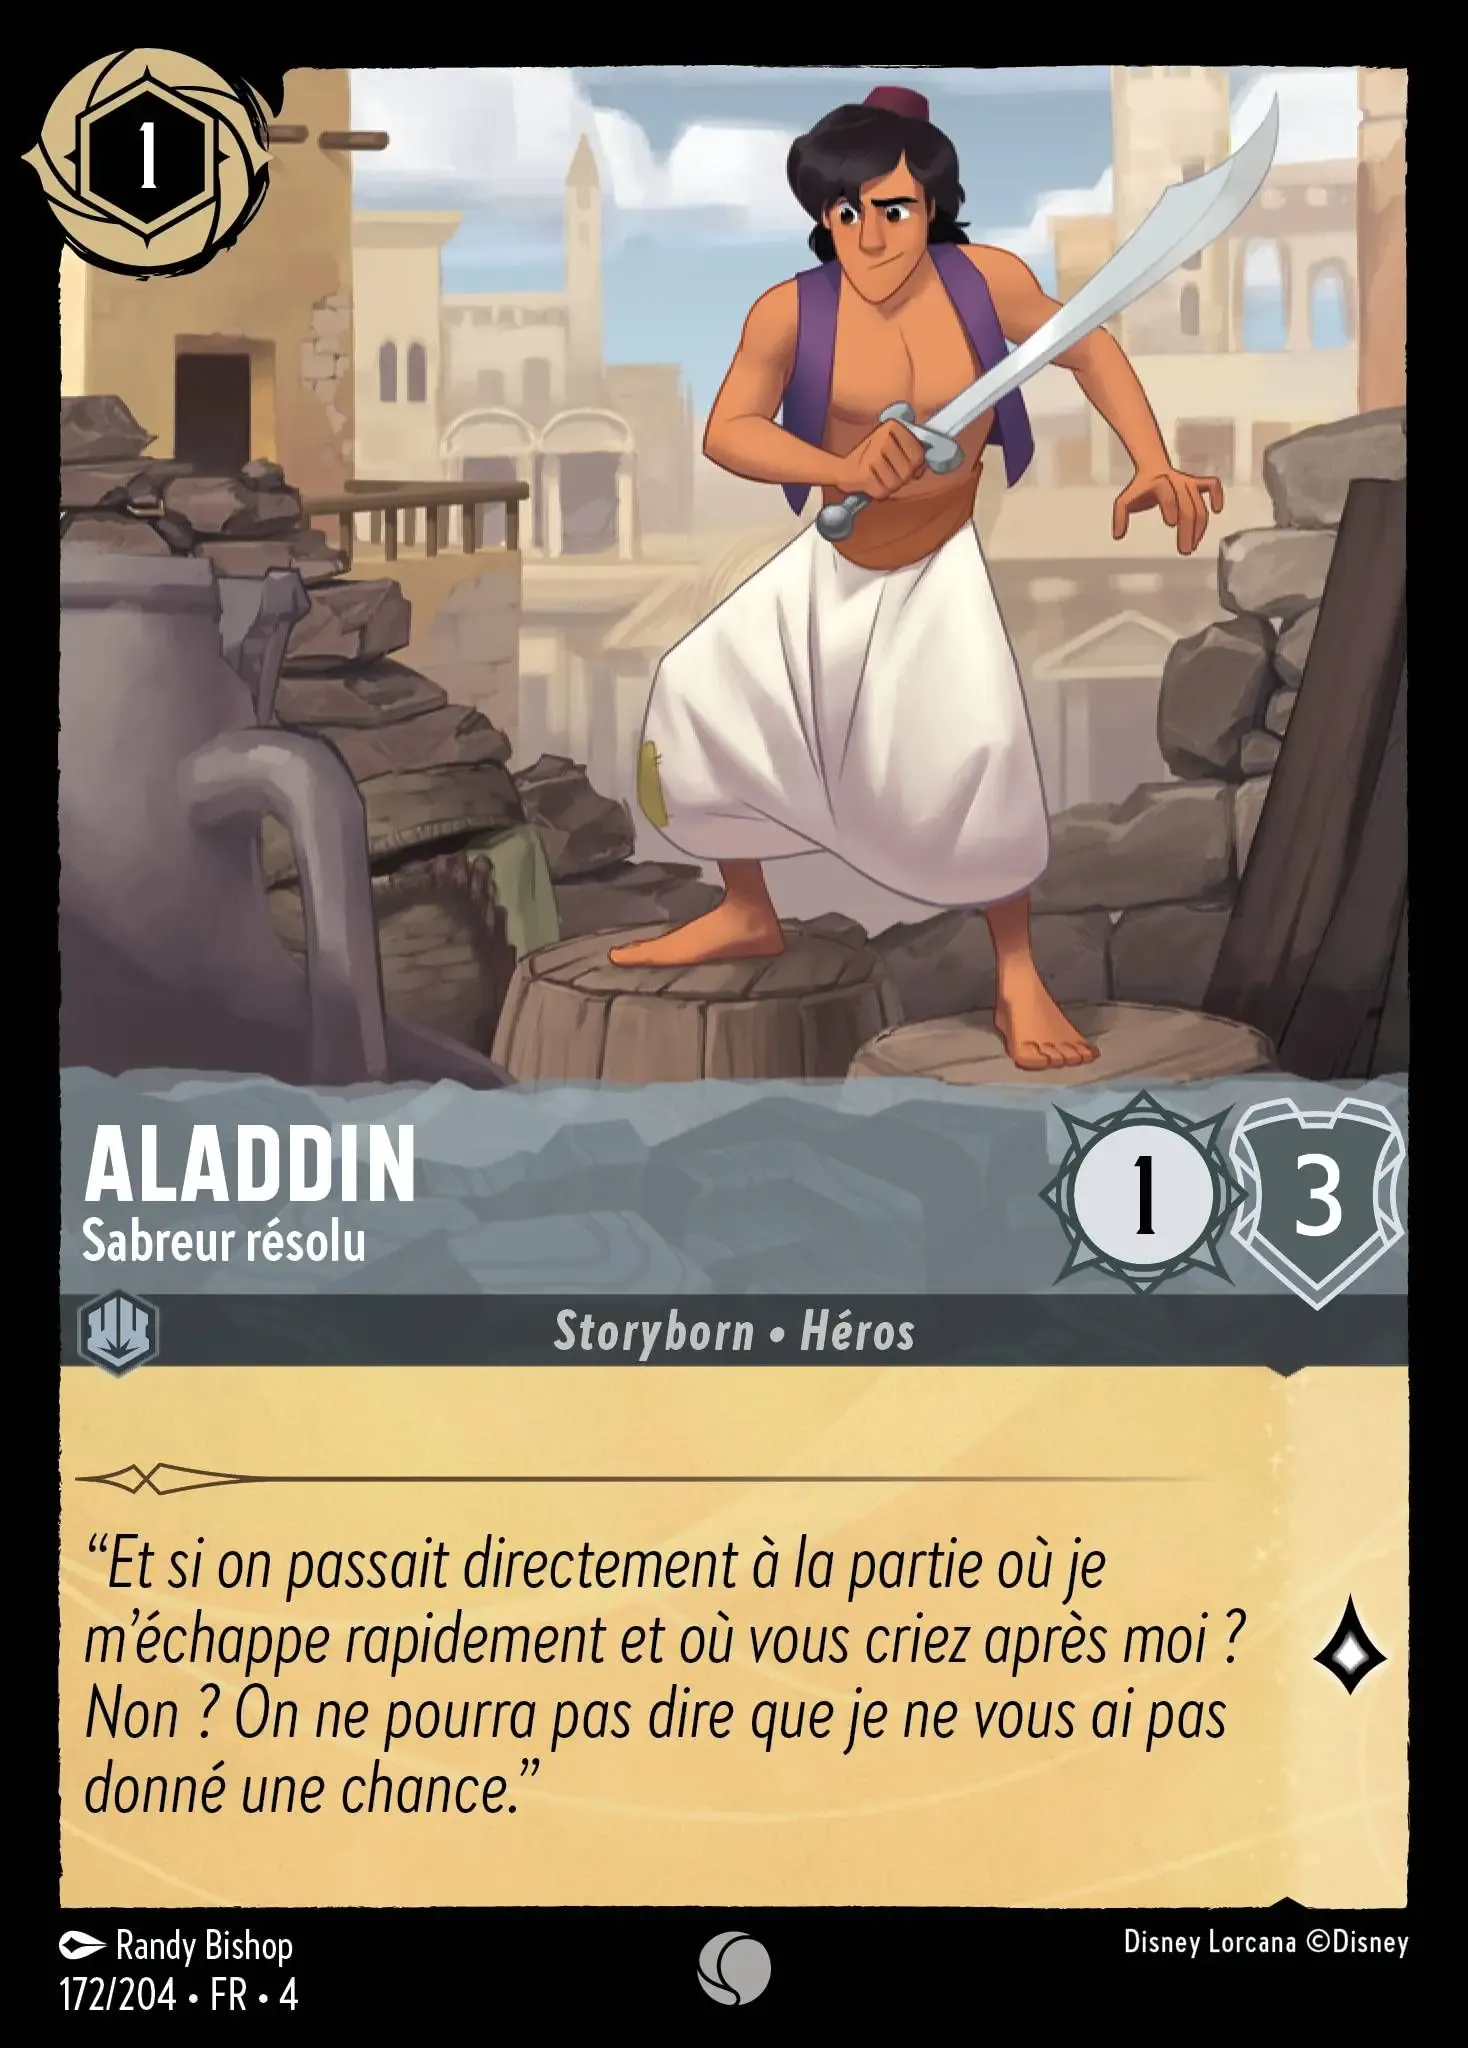 1
ALADDIN
Sabreur résolu
1
3
Storyborn • Héros
“Et si on passait directement à la partie où je
m’échappe rapidement et où vous criez après moi ?
Non ? On ne pourra pas dire que je ne vous ai pas
donné une chance.”
Randy Bishop
Disney Lorcana ©Disney
172/204 • FR • 4